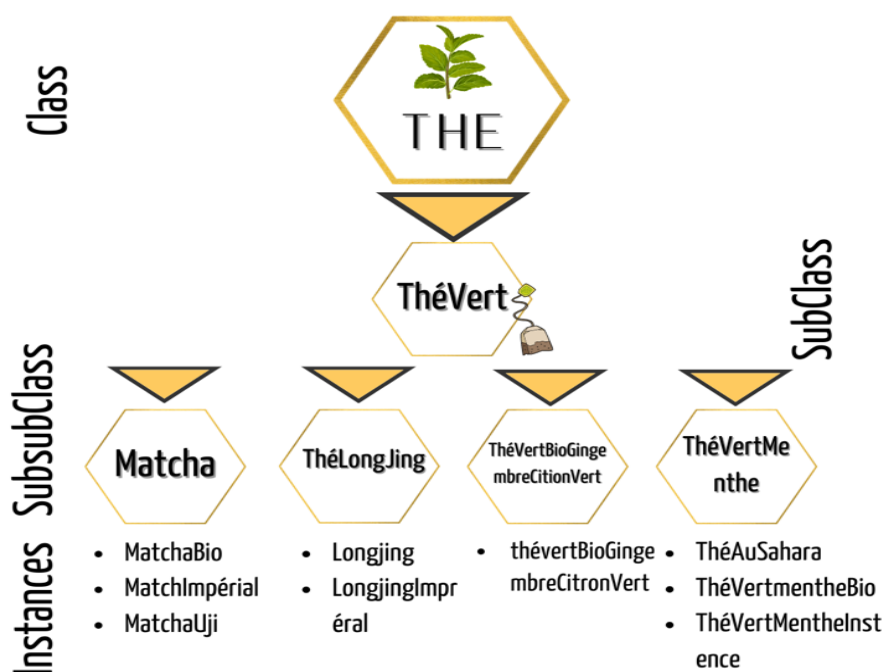 Class
THE
ThéVert
SubClass
SubsubClass
Matcha
ThéLongJing
ThéVertBioGinge
mbreCitionVert
ThéVertMe
nthe
Instances
• MatchaBio
• MatchImpérial
• MatchaUji
• Longjing
• LongjingImpr
éral
• thévertBioGinge
mbreCitronVert
• ThéAuSahara
• ThéVertmentheBio
• ThéVertMentheInst
ence